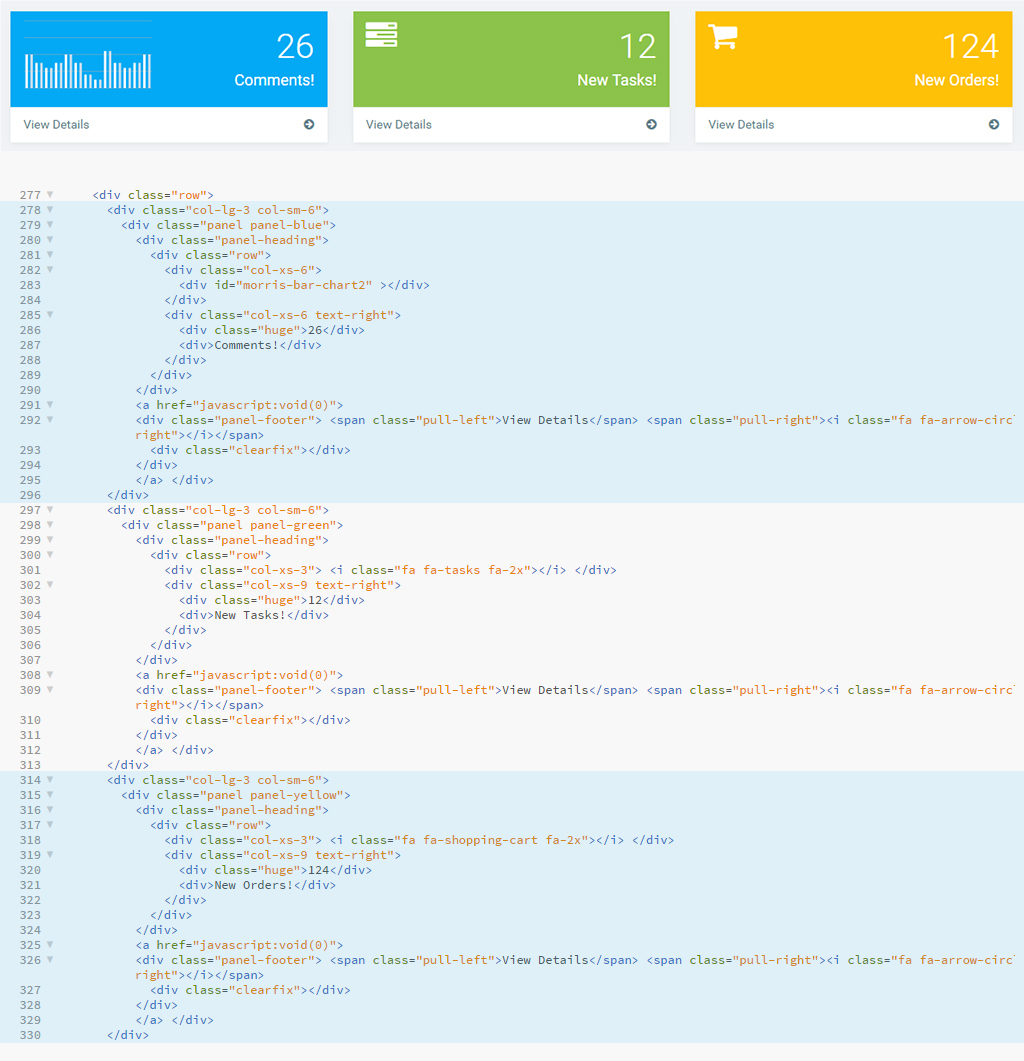 26
Comments!
View Details
12
New Tasks!
View Details
124
New Orders!
View Details
277 <div class="row">
278 <div class="col-lg-3 col-sm-6">
279 <div class="panel panel-blue">
280 <div class="panel-heading">
281 <div class="row">
282 <div class="col-xs-6">
283 <div id="morris-bar-chart2" ></div>
284 </div>
285 <div class="col-xs-6 text-right">
286 <div class="huge">26</div>
287 <div>Comments!</div>
288 </div>
289 </div>
290 </div>
291 <a href="javascript:void(0)">
292 <div class="panel-footer"> <span class="pull-left">View Details</span> <span class="pull-right"><i class="fa fa-arrow-circl
right"></i></span>
293 <div class="clearfix"></div>
294 </div>
295 </a> </div>
296 </div>
297 <div class="col-lg-3 col-sm-6">
298 <div class="panel panel-green">
299 <div class="panel-heading">
300 <div class="row">
301 <div class="col-xs-3"> <i class="fa fa-tasks fa-2x"></i> </div>
302 <div class="col-xs-9 text-right">
303 <div class="huge">12</div>
304 <div>New Tasks!</div>
305 </div>
306 </div>
307 </div>
308 <a href="javascript:void(0)">
309 <div class="panel-footer"> <span class="pull-left">View Details</span> <span class="pull-right"><i class="fa fa-arrow-circl
right"></i></span>
310 <div class="clearfix"></div>
311 </div>
312 </a> </div>
313 </div>
314 <div class="col-lg-3 col-sm-6">
315 <div class="panel panel-yellow">
316 <div class="panel-heading">
317 <div class="row">
318 <div class="col-xs-3"> <i class="fa fa-shopping-cart fa-2x"></i> </div>
319 <div class="col-xs-9 text-right">
320 <div class="huge">124</div>
321 <div>New Orders!</div>
322 </div>
323 </div>
324 </div>
325 <a href="javascript:void(0)">
326 <div class="panel-footer"> <span class="pull-left">View Details</span> <span class="pull-right"><i class="fa fa-arrow-circl
right"></i></span>
327 <div class="clearfix"></div>
328 </div>
329 </a> </div>
330 </div>